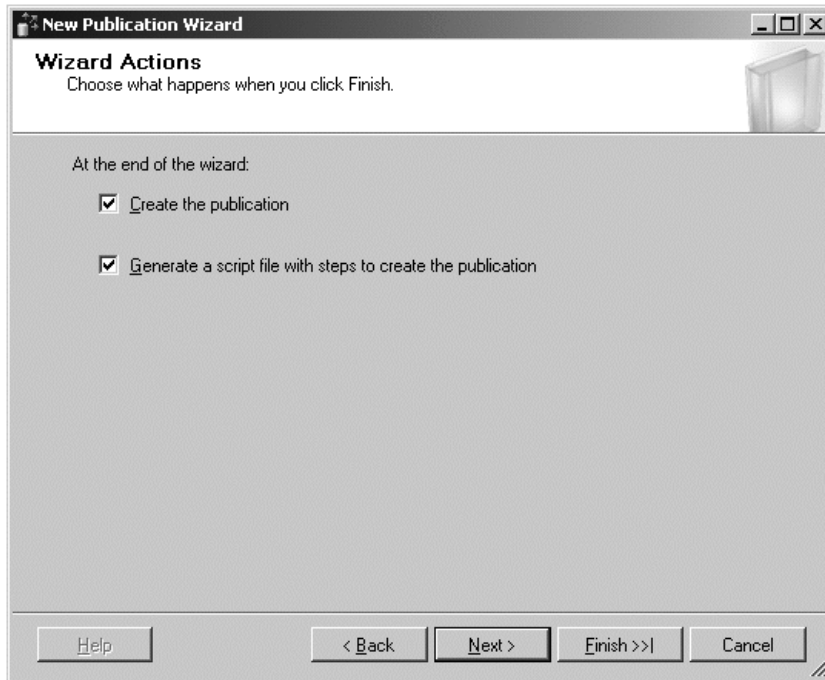 New Publication Wizard
Wizard Actions
Choose what happens when you click Finish.
At the end of the wizard:
Create the publication
Generate a script file with steps to create the publication
Help
< Back
Next >
Finish >>|
Cancel